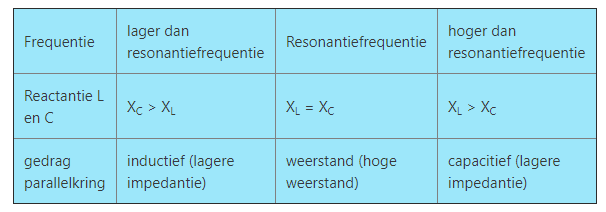 Frequentie
lager dan
resonantiefrequentie
Resonantiefrequentie
hoger dan
resonantiefrequentie
Reactantie L
en C
X_C > X_L
X_L = X_C
X_L > X_C
gedrag
parallelkring
inductief (lagere
impedantie)
weerstand (hoge
weerstand)
capacitief (lagere
impedantie)